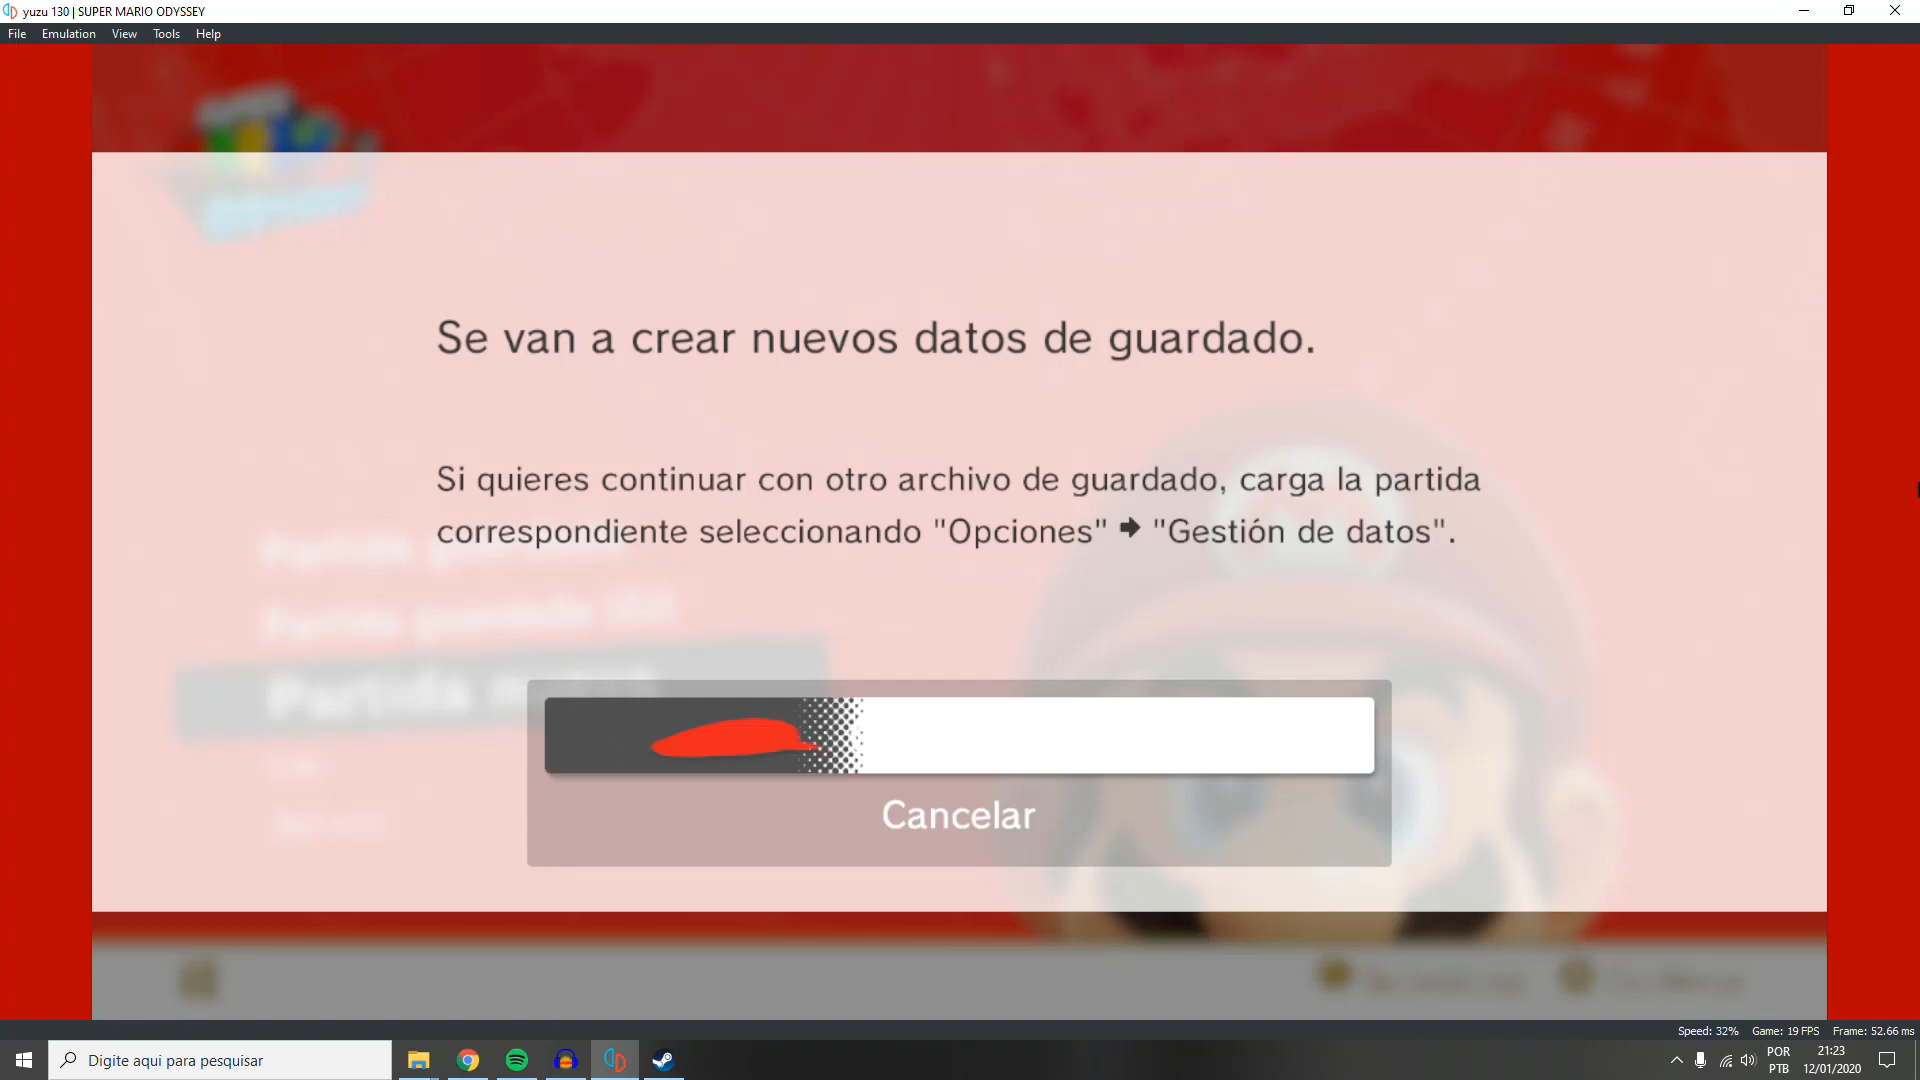 yuzu 130 | SUPER MARIO ODYSSEY
File Emulation View Tools Help
Se van a crear nuevos datos de guardado.
Si quieres continuar con otro archivo de guardado, carga la partida
correspondiente seleccionando "Opciones" ➡ "Gestión de datos".
Partida
Cancelar
Speed: 32% Game: 19 FPS Frame: 52.66 ms
Digite aqui para pesquisar
POR
PTB
21:23
12/01/2020